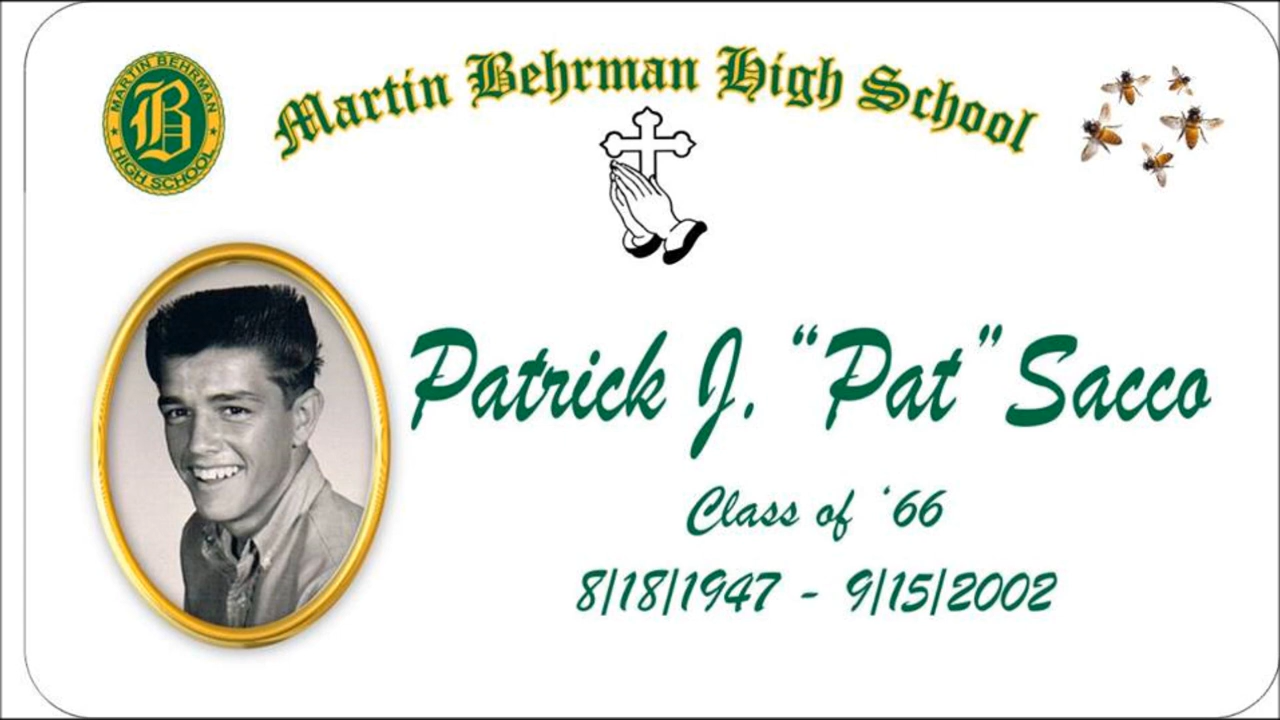 MARTIN BEHRMAN
B
HIGH SCHOOL
Martin Behrman High School
Patrick J. “Pat” Sacco
Class of ‘66
8/18/1947 - 9/15/2002